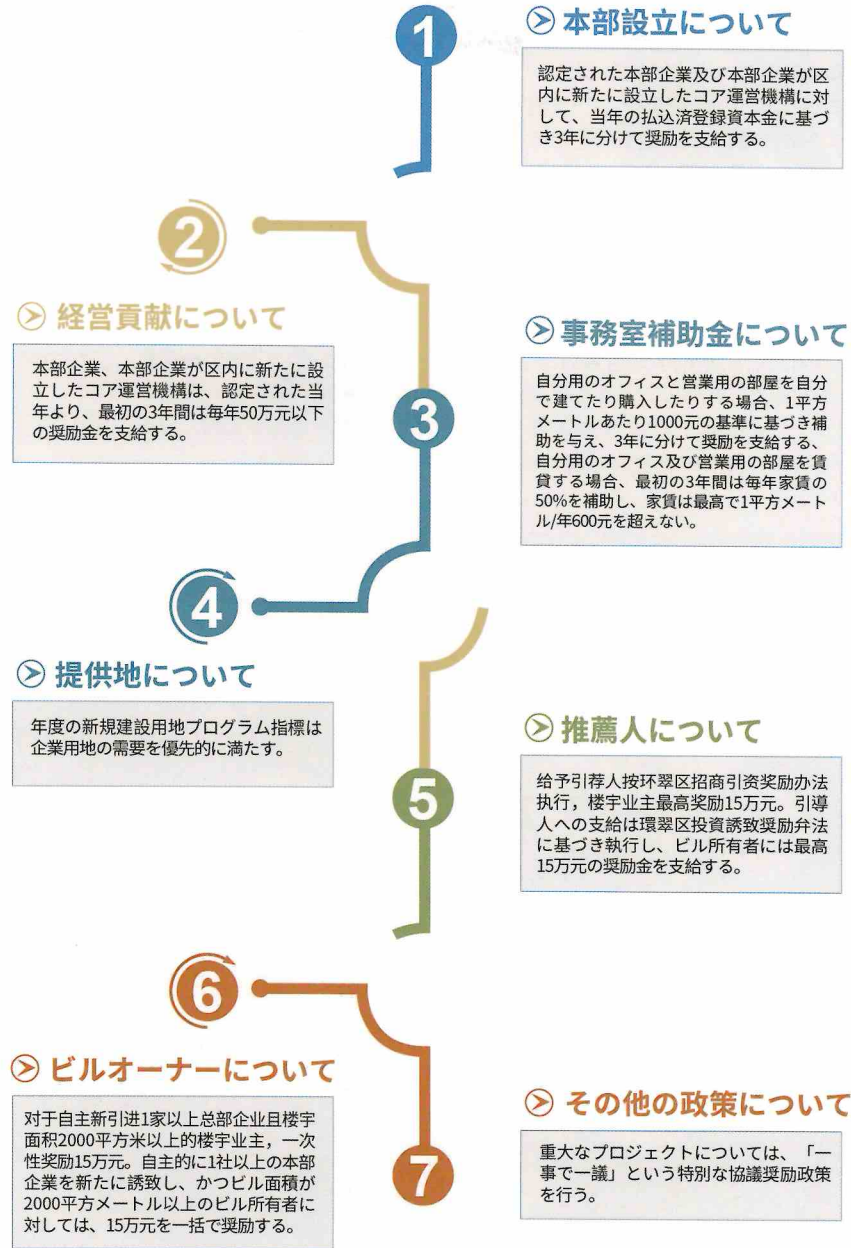 1
本部設立について
認定された本部企業及び本部企業が区
内に新たに設立したコア運営機構に対
して、当年の払込済登録資本金に基づ
き3年に分けて奨励を支給する。
2
経営貢献について
本部企業、本部企業が区内に新たに設
立したコア運営機構は、認定された当
年より、最初の3年間は毎年50万元以下
の奨励金を支給する。
3
事務室補助金について
自分用のオフィスと営業用の部屋を自分
で建てたり購入したりする場合、1平方
メートルあたり1000元の基準に基づき補
助を与え、3年に分けて奨励を支給する、
自分用のオフィス及び営業用の部屋を賃
貸する場合、最初の3年間は毎年家賃の
50%を補助し、家賃は最高で1平方メート
ル/年600元を超えない。
4
提供地について
年度の新規建設用地プログラム指標は
企業用地の需要を優先的に満たす。
5
推薦人について
给予引荐人按环翠区招商引资奖励办法
执行，楼宇业主最高奖励15万元。引導
人への支給は環翠区投資誘致奨励弁法
に基づき執行し、ビル所有者には最高
15万元の奨励金を支給する。
6
ビルオーナーについて
对于自主新引进1家以上总部企业且楼宇
面积2000平方米以上的楼宇业主，一次
性奖励15万元。自主的に1社以上の本部
企業を新たに誘致し、かつビル面積が
2000平方メートル以上のビル所有者に
対しては、15万元を一括で奨励する。
7
その他の政策について
重大なプロジェクトについては、「一
事で一議」という特別な協議奨励政策
を行う。